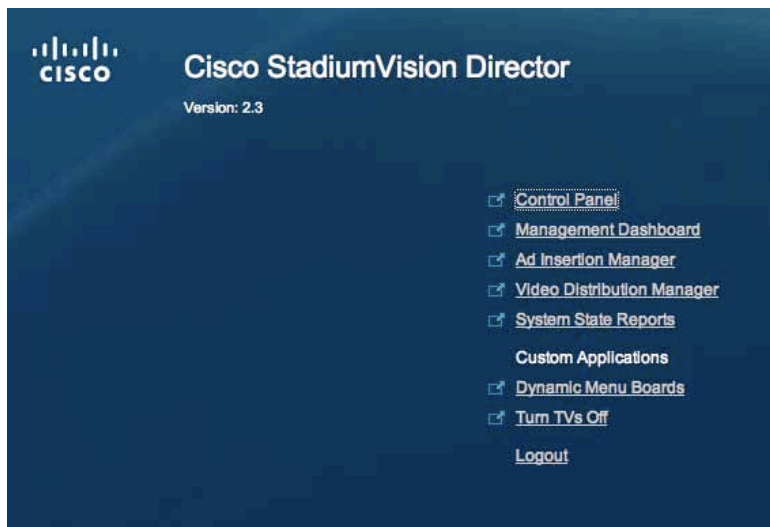 CISCO
Cisco StadiumVision Director
Version: 2.3
Control Panel
Management Dashboard
Ad Insertion Manager
Video Distribution Manager
System State Reports
Custom Applications
Dynamic Menu Boards
Turn TVs Off
Logout